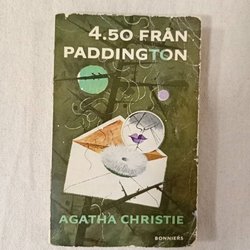 4.50 FRÅN
PADDINGTON
AGATHA CHRISTIE
BONNIERS